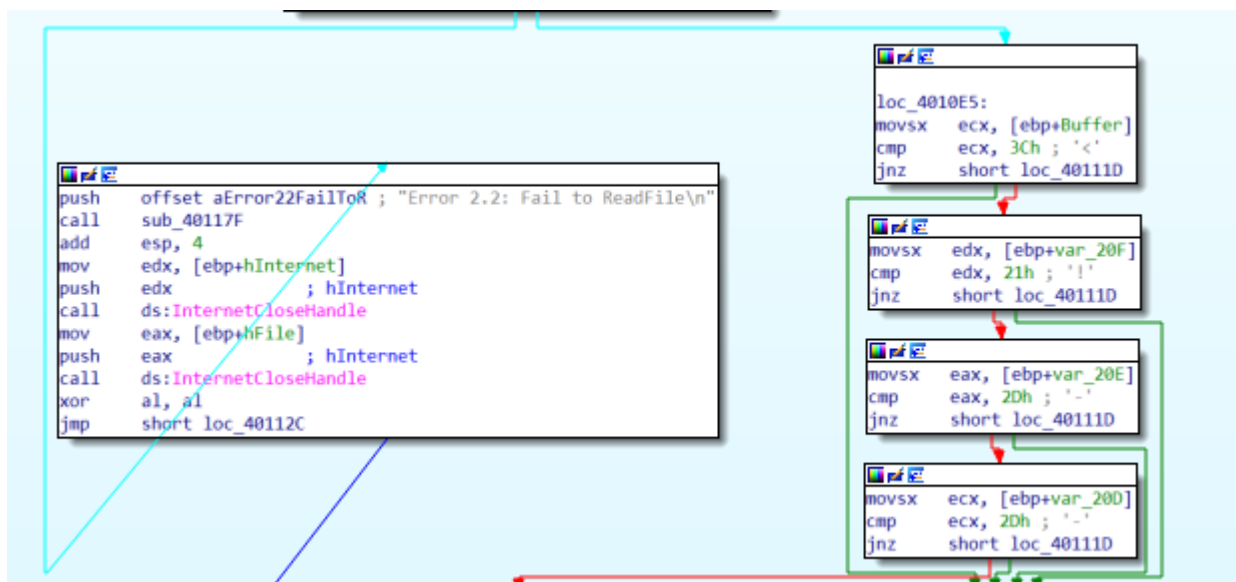 loc_4010E5:
movsx ecx, [ebp+Buffer]
cmp ecx, 3Ch ; '<'
jnz short loc_40111D
push offset aError22FailToR ; "Error 2.2: Fail to ReadFile\n"
call sub_40117F
add esp, 4
mov edx, [ebp+hInternet]
push edx ; hInternet
call ds:InternetCloseHandle
mov eax, [ebp+hFile]
push eax ; hInternet
call ds:InternetCloseHandle
xor al, al
jmp short loc_40112C
movsx edx, [ebp+var_20F]
cmp edx, 21h ; '!'
jnz short loc_40111D
movsx eax, [ebp+var_20E]
cmp eax, 2Dh ; '-'
jnz short loc_40111D
movsx ecx, [ebp+var_20D]
cmp ecx, 2Dh ; '-'
jnz short loc_40111D